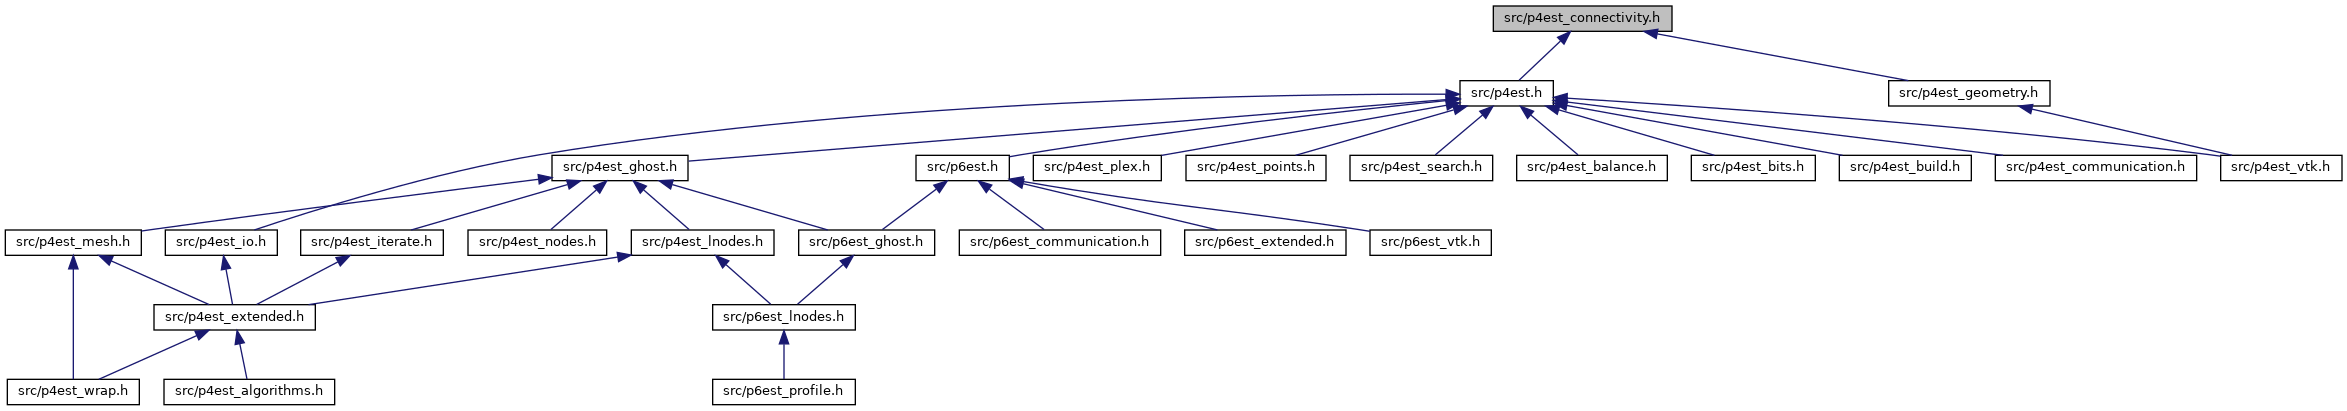 src/p4est_connectivity.h
src/p4est.h
src/p4est_geometry.h
src/p4est_ghost.h
src/p6est.h
src/p4est_plex.h
src/p4est_points.h
src/p4est_search.h
src/p4est_balance.h
src/p4est_bits.h
src/p4est_build.h
src/p4est_communication.h
src/p4est_vtk.h
src/p4est_mesh.h
src/p4est_io.h
src/p4est_iterate.h
src/p4est_nodes.h
src/p4est_lnodes.h
src/p6est_ghost.h
src/p6est_communication.h
src/p6est_extended.h
src/p6est_vtk.h
src/p4est_extended.h
src/p6est_lnodes.h
src/p4est_wrap.h
src/p4est_algorithms.h
src/p6est_profile.h